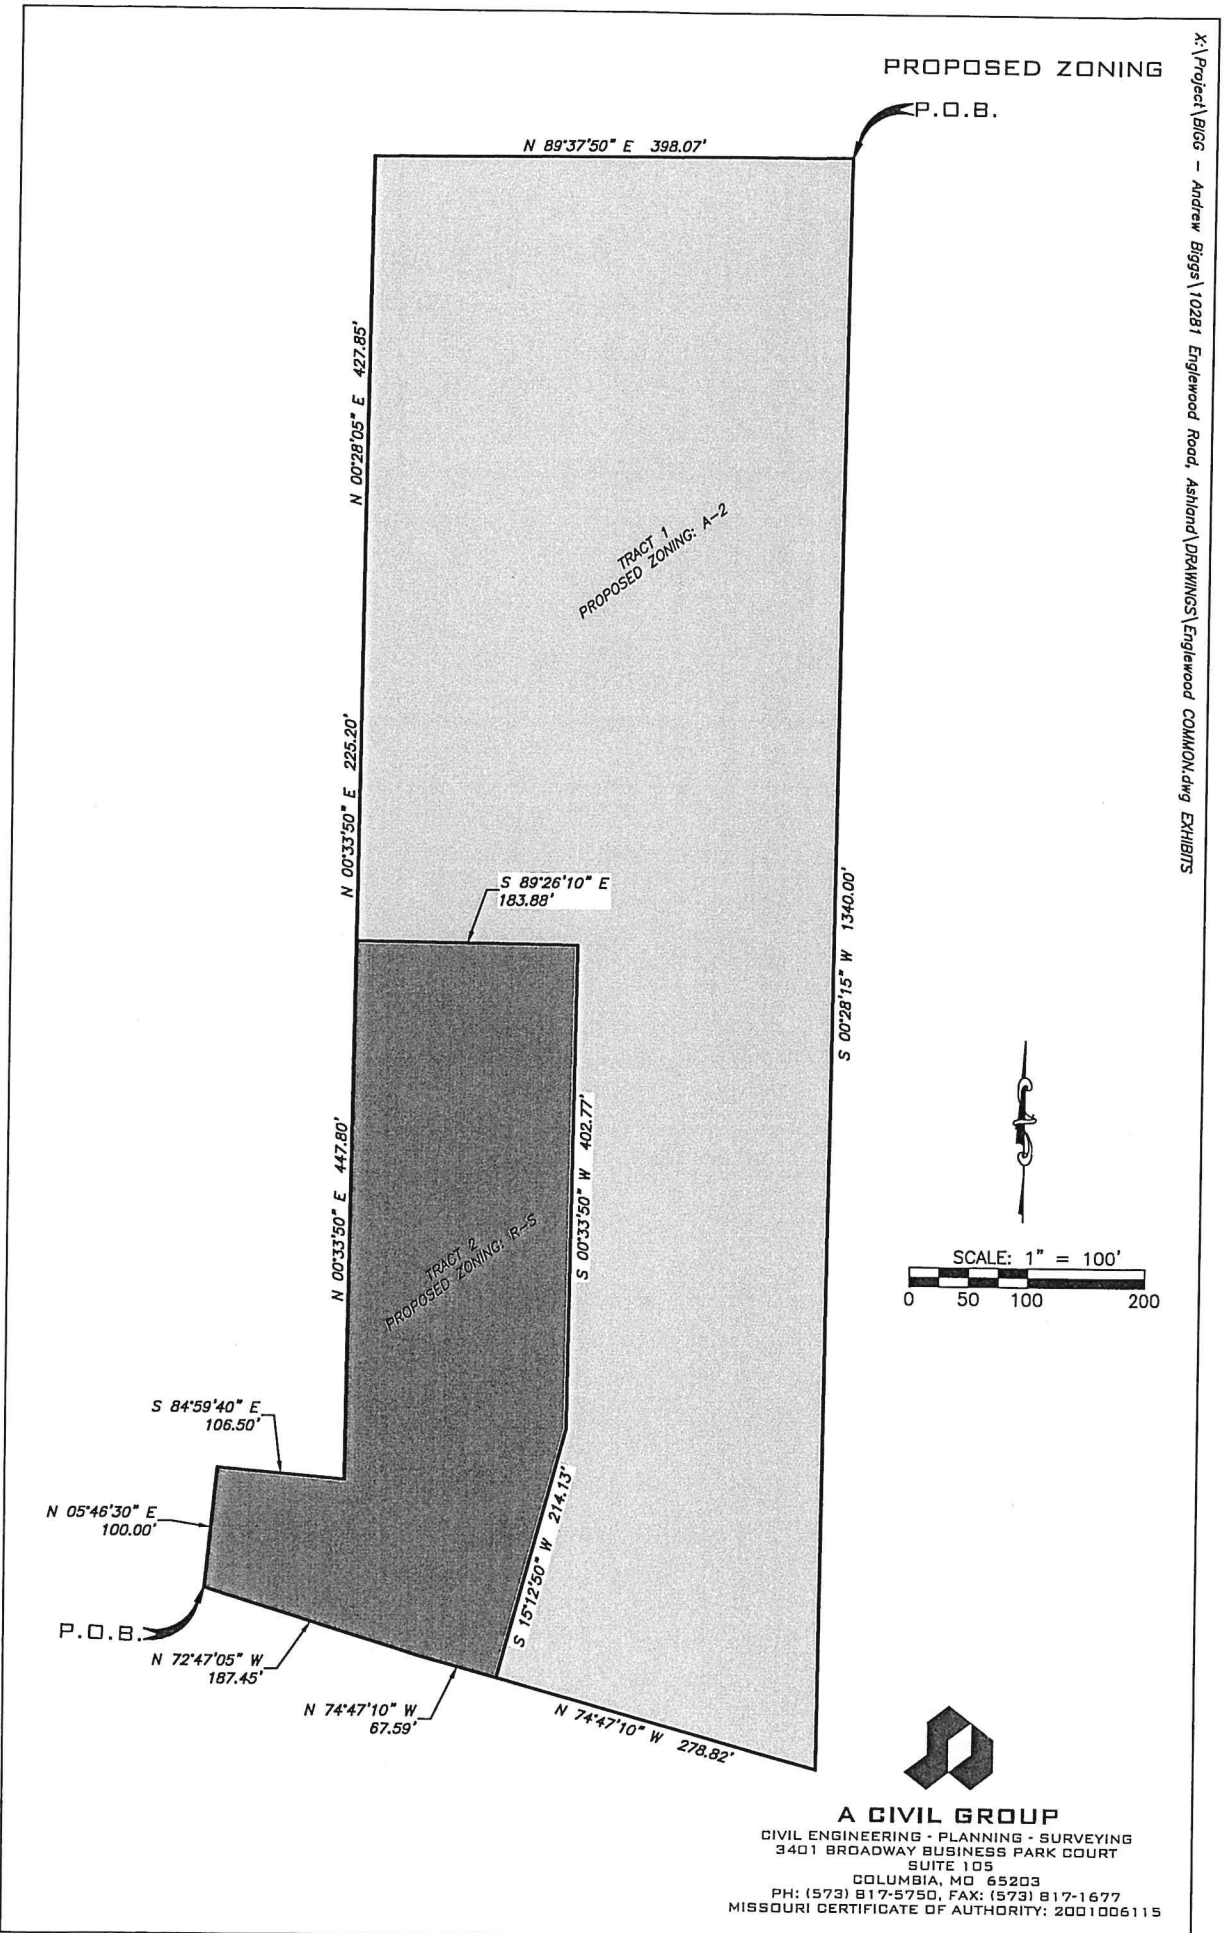 PROPOSED ZONING
P.O.B.
X:\Project\BIGG - Andrew Biggs\10281 Englewood Road, Ashland\DRAWINGS\Englewood COMMON.dwg EXHIBITS
N 89°37'50" E 398.07'
N 00°28'05" E 427.85'
TRACT 1
PROPOSED ZONING: A-2
N 00°33'50" E 225.20'
S 89°26'10" E
183.88'
S 00°28'15" W 1340.00'
N 00°33'50" E 447.80'
S 00°33'50" W 402.77'
TRACT 2
PROPOSED ZONING: R-S
SCALE: 1" = 100'
0 50 100 200
S 84°59'40" E
106.50'
N 05°46'30" E
100.00'
S 15°12'50" W 214.13'
P.O.B.
N 72°47'05" W
187.45'
N 74°47'10" W
67.59'
N 74°47'10" W 278.82'
A CIVIL GROUP
CIVIL ENGINEERING - PLANNING - SURVEYING
3401 BROADWAY BUSINESS PARK COURT
SUITE 105
COLUMBIA, MO 65203
PH: (573) 817-5750, FAX: (573) 817-1677
MISSOURI CERTIFICATE OF AUTHORITY: 2001006115